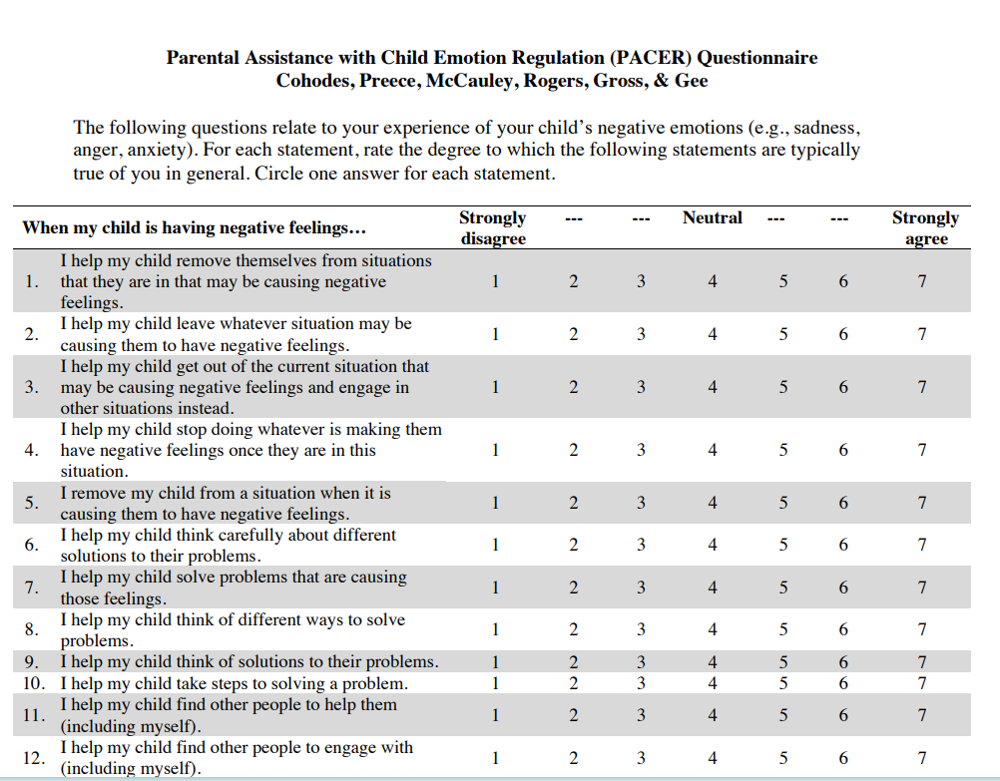 Parental Assistance with Child Emotion Regulation (PACER) Questionnaire
Cohodes, Preece, McCauley, Rogers, Gross, & Gee
The following questions relate to your experience of your child's negative emotions (e.g., sadness,
anger, anxiety). For each statement, rate the degree to which the following statements are typically
true of you in general. Circle one answer for each statement.
When my child is having negative feelings… Strongly disagree --- --- Neutral --- --- Strongly agree
1. I help my child remove themselves from situations
that they are in that may be causing negative 1 2 3 4 5 6 7
feelings.
2. I help my child leave whatever situation may be
causing them to have negative feelings. 1 2 3 4 5 6 7
3. I help my child get out of the current situation that
may be causing negative feelings and engage in 1 2 3 4 5 6 7
other situations instead.
4. I help my child stop doing whatever is making them
have negative feelings once they are in this 1 2 3 4 5 6 7
situation.
5. I remove my child from a situation when it is
causing them to have negative feelings. 1 2 3 4 5 6 7
6. I help my child think carefully about different
solutions to their problems. 1 2 3 4 5 6 7
7. I help my child solve problems that are causing
those feelings. 1 2 3 4 5 6 7
8. I help my child think of different ways to solve
problems. 1 2 3 4 5 6 7
9. I help my child think of solutions to their problems. 1 2 3 4 5 6 7
10. I help my child take steps to solving a problem. 1 2 3 4 5 6 7
11. I help my child find other people to help them
(including myself). 1 2 3 4 5 6 7
12. I help my child find other people to engage with
(including myself). 1 2 3 4 5 6 7